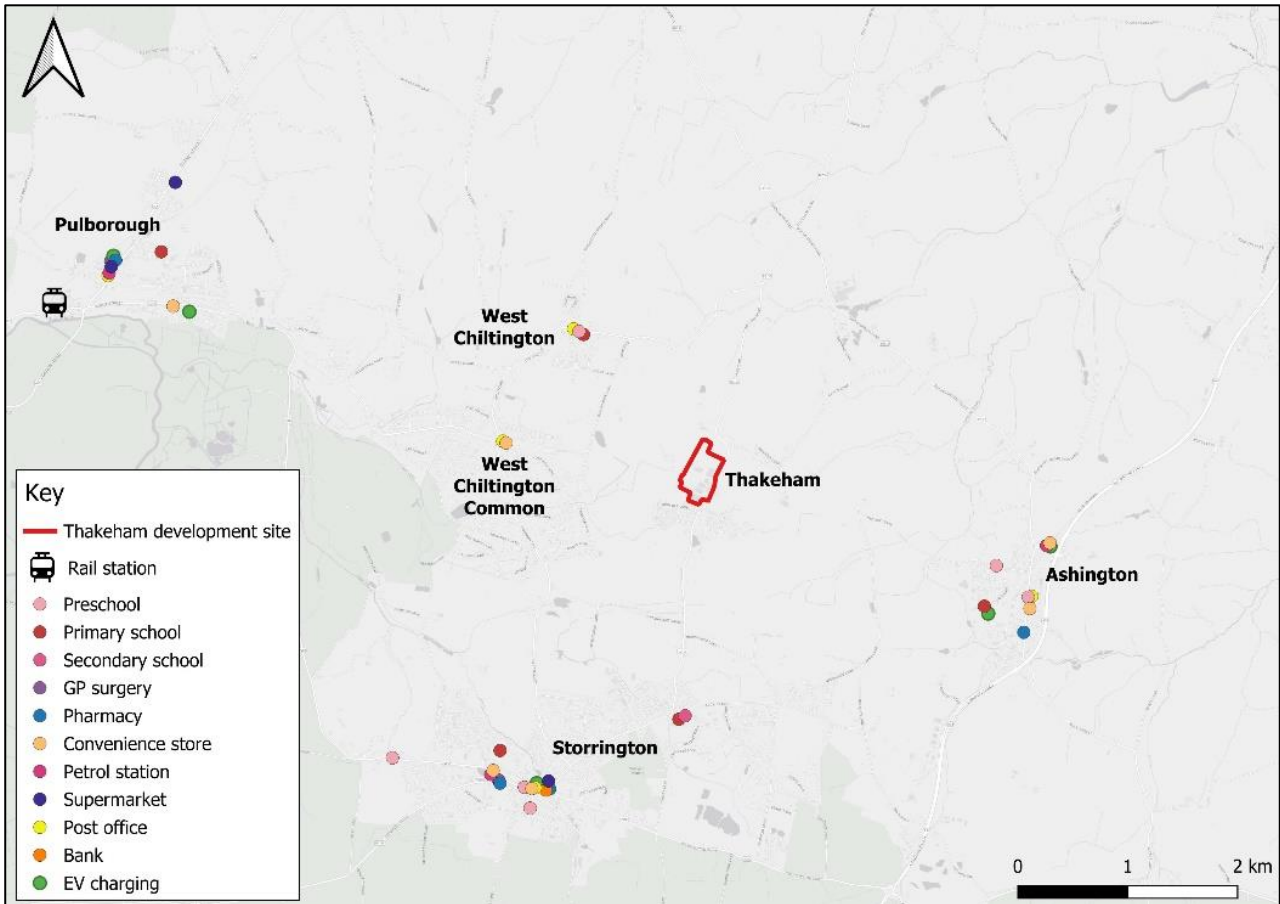 Pulborough
West
Chiltington
West
Chiltington
Common
Thakeham
Ashington
Storrington
Key
Thakeham development site
Rail station
Preschool
Primary school
Secondary school
GP surgery
Pharmacy
Convenience store
Petrol station
Supermarket
Post office
Bank
EV charging
0 1 2 km